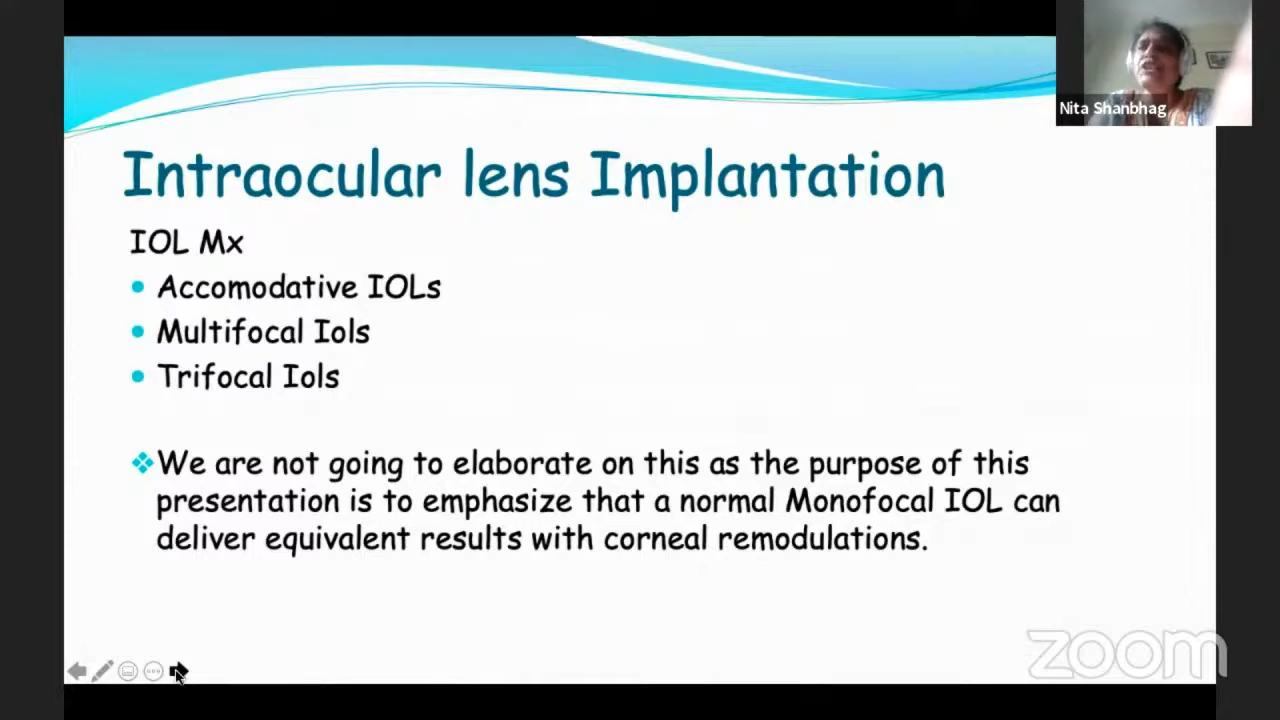 Nita Shanbhag
Intraocular lens Implantation
IOL Mx
Accomodative IOLs
Multifocal Iols
Trifocal Iols
We are not going to elaborate on this as the purpose of this
presentation is to emphasize that a normal Monofocal IOL can
deliver equivalent results with corneal remodulations.
zoom